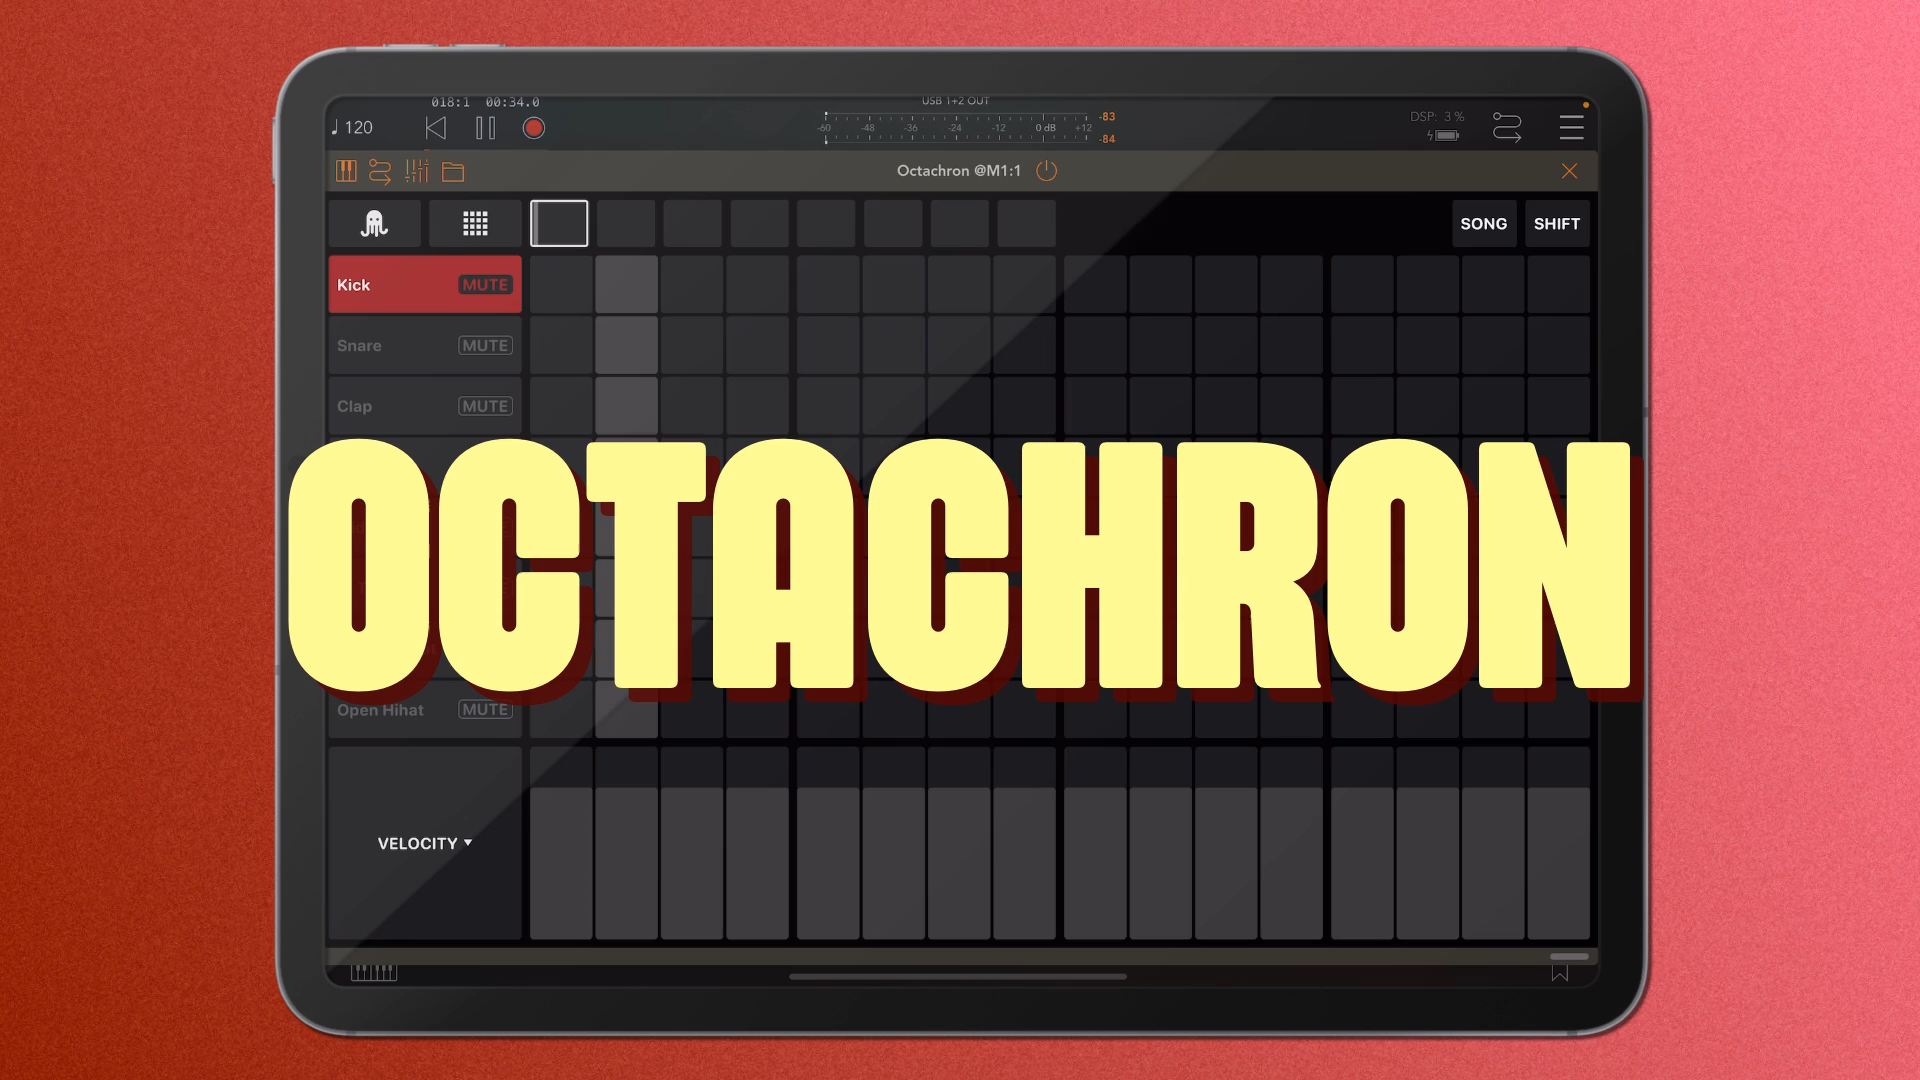 018:1 00:34.0
USB 1+2 OUT
♩ 120
-60 -48 -36 -24 -12 0 dB +12
-83
-84
DSP: 3 %
Octachron @M1:1
SONG SHIFT
Kick MUTE
Snare MUTE
Clap MUTE
OCTACHRON
Open Hihat MUTE
VELOCITY